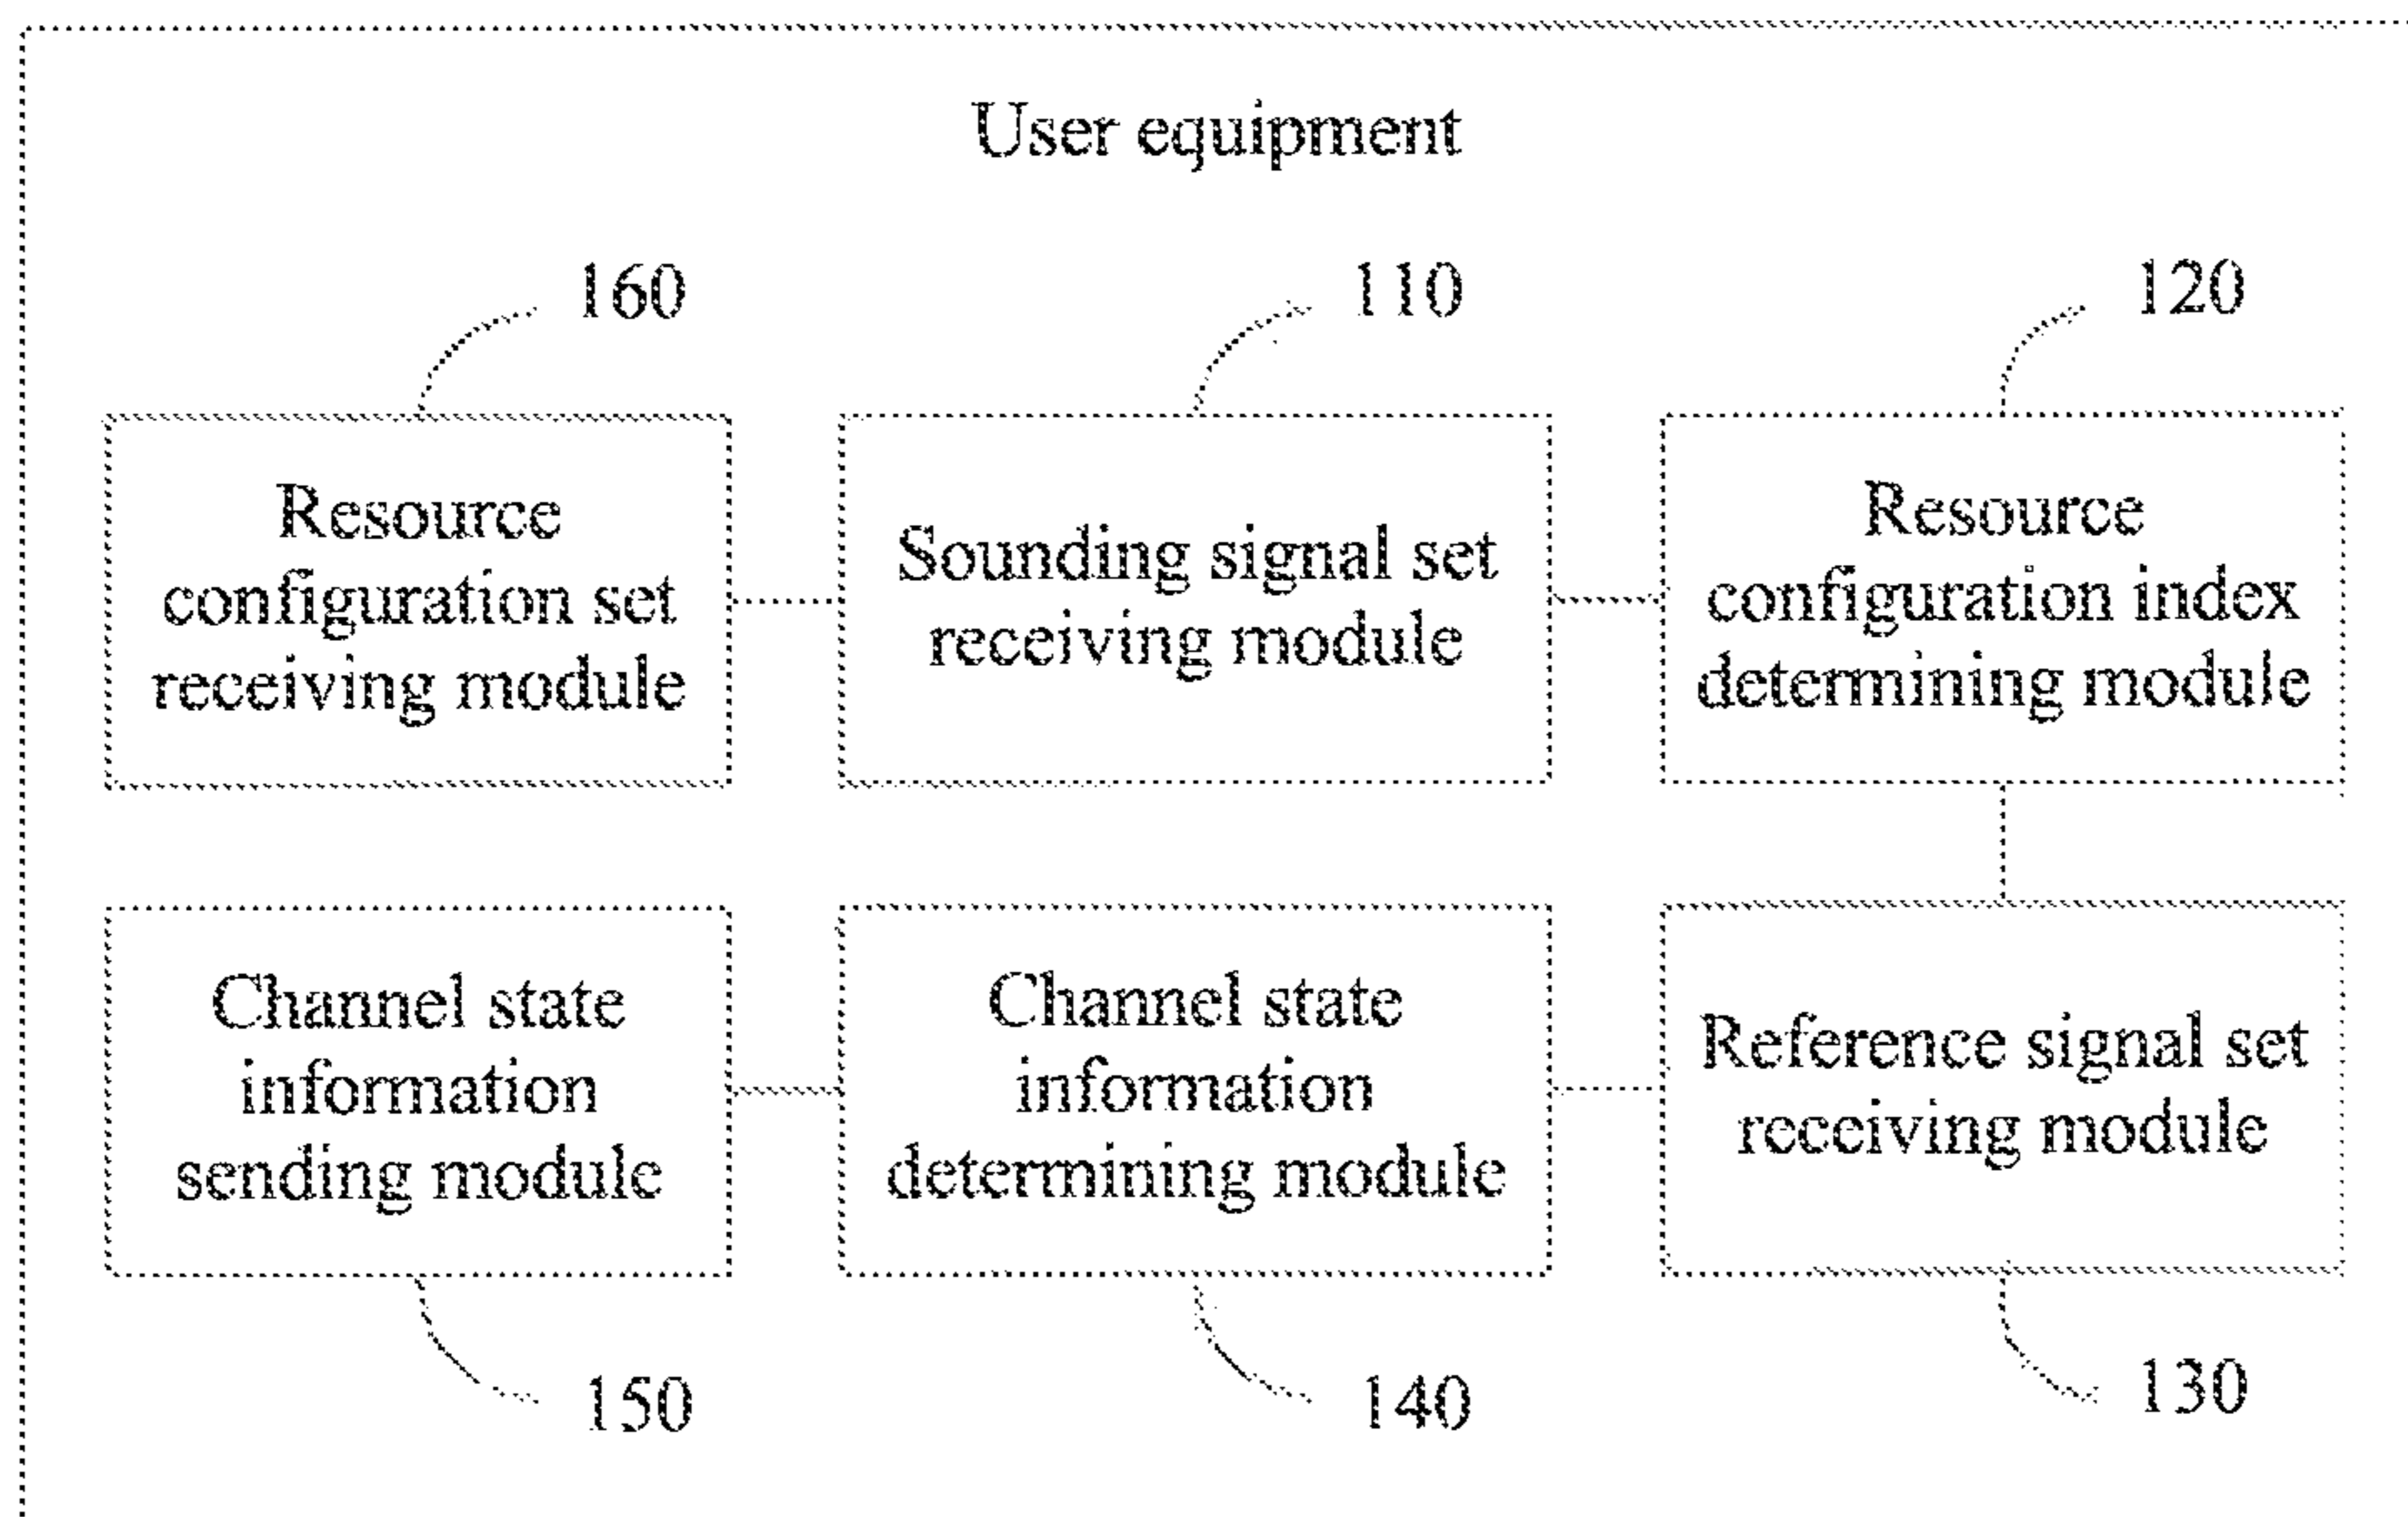 User equipment
160
110
120
Resource
configuration set
receiving module
Sounding signal set
receiving module
Resource
configuration index
determining module
Channel state
information
sending module
Channel state
information
determining module
Reference signal set
receiving module
150
140
130